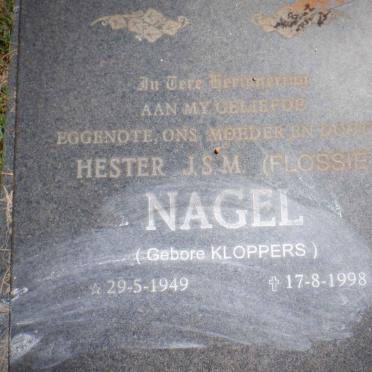 In Tere Herinnering
AAN MY GELIEFDE
EGGENOTE, ONS MOEDER EN
HESTER J.S.M. (FLOSSIE
NAGEL
( Gebore KLOPPERS )
☆ 29-5-1949 ✝ 17-8-1998